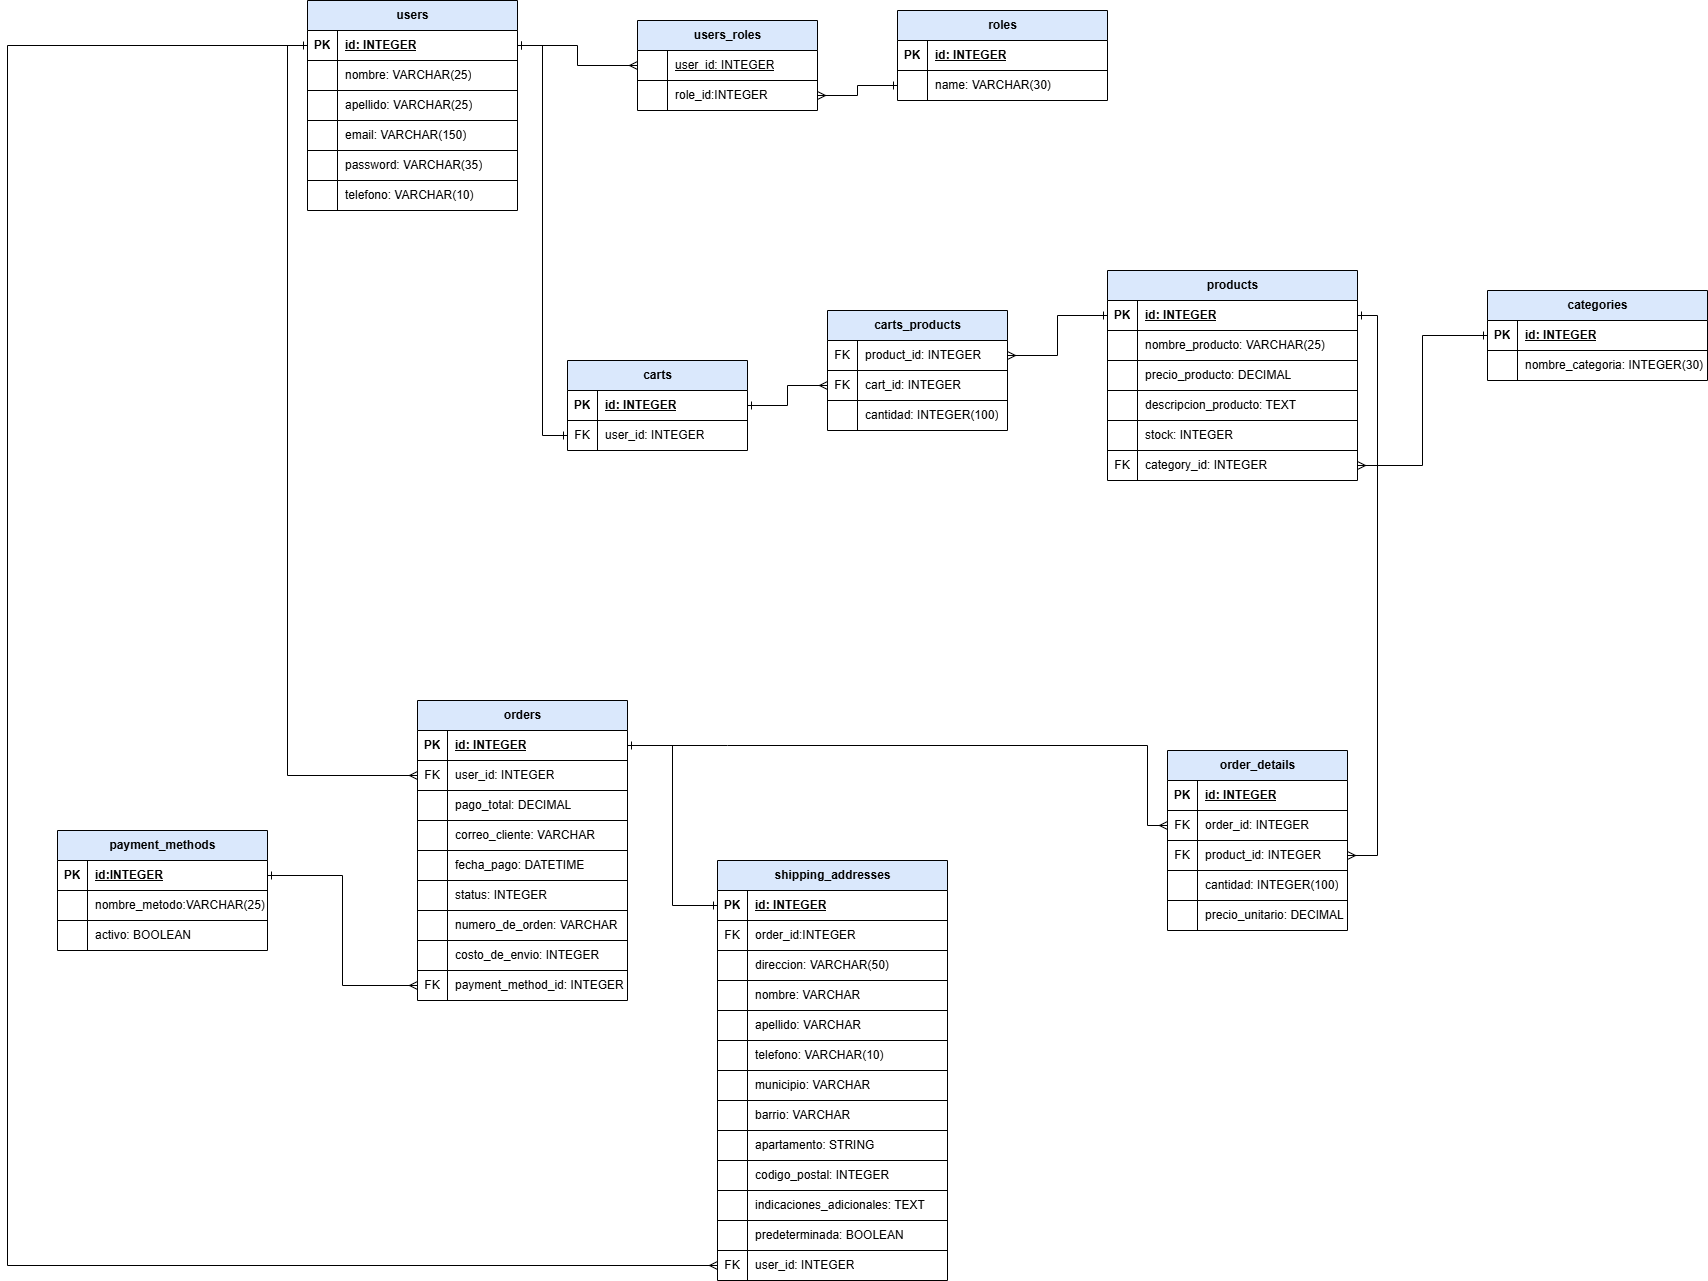 users
PK id: INTEGER
nombre: VARCHAR(25)
apellido: VARCHAR(25)
email: VARCHAR(150)
password: VARCHAR(35)
telefono: VARCHAR(10)
users_roles
user_id: INTEGER
role_id:INTEGER
roles
PK id: INTEGER
name: VARCHAR(30)
carts
PK id: INTEGER
FK user_id: INTEGER
carts_products
FK product_id: INTEGER
FK cart_id: INTEGER
cantidad: INTEGER(100)
products
PK id: INTEGER
nombre_producto: VARCHAR(25)
precio_producto: DECIMAL
descripcion_producto: TEXT
stock: INTEGER
FK category_id: INTEGER
categories
PK id: INTEGER
nombre_categoria: INTEGER(30)
payment_methods
PK id:INTEGER
nombre_metodo:VARCHAR(25)
activo: BOOLEAN
orders
PK id: INTEGER
FK user_id: INTEGER
pago_total: DECIMAL
correo_cliente: VARCHAR
fecha_pago: DATETIME
status: INTEGER
numero_de_orden: VARCHAR
costo_de_envio: INTEGER
FK payment_method_id: INTEGER
shipping_addresses
PK id: INTEGER
FK order_id:INTEGER
direccion: VARCHAR(50)
nombre: VARCHAR
apellido: VARCHAR
telefono: VARCHAR(10)
municipio: VARCHAR
barrio: VARCHAR
apartamento: STRING
codigo_postal: INTEGER
indicaciones_adicionales: TEXT
predeterminada: BOOLEAN
FK user_id: INTEGER
order_details
PK id: INTEGER
FK order_id: INTEGER
FK product_id: INTEGER
cantidad: INTEGER(100)
precio_unitario: DECIMAL